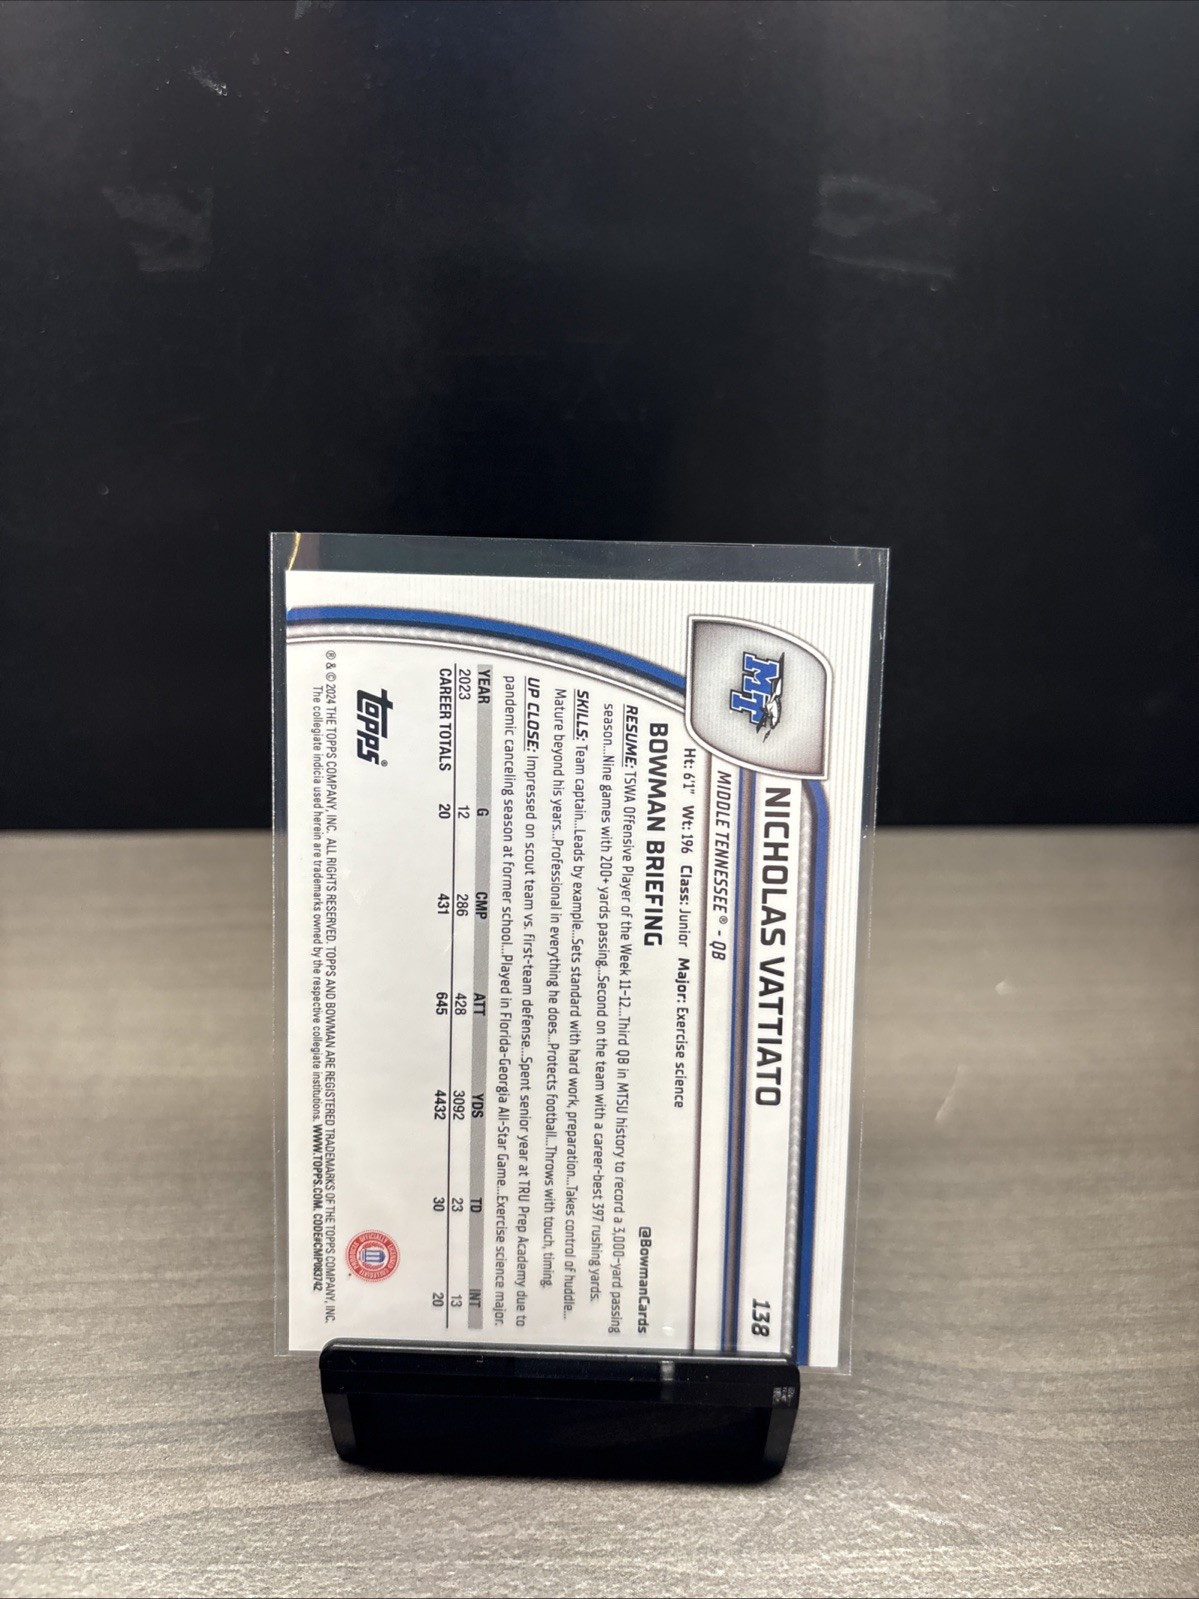 138
NICHOLAS VATTIATO
MT
MIDDLE TENNESSEE® - QB
Ht: 6'1" Wt: 196 Class: Junior Major: Exercise science
BOWMAN BRIEFING @BowmanCards
RESUME: TSWA Offensive Player of the Week 11-12...Third QB in MTSU history to record a 3,000-yard passing
season...Nine games with 200+ yards passing...Second on the team with a career-best 397 rushing yards.
SKILLS: Team captain...Leads by example...Sets standard with hard work, preparation...Takes control of huddle...
Mature beyond his years...Professional in everything he does...Protects football...Throws with touch, timing.
UP CLOSE: Impressed on scout team vs. first-team defense...Spent senior year at TRU Prep Academy due to
pandemic canceling season at former school...Played in Florida-Georgia All-Star Game...Exercise science major.
YEAR G CMP ATT YDS TD INT
2023 12 286 428 3092 23 13
CAREER TOTALS 20 431 645 4432 30 20
topps®
® & © 2024 THE TOPPS COMPANY, INC. ALL RIGHTS RESERVED. TOPPS AND BOWMAN ARE REGISTERED TRADEMARKS OF THE TOPPS COMPANY, INC.
The collegiate indicia used herein are trademarks owned by the respective collegiate institutions. WWW.TOPPS.COM. CODE#CMP083742